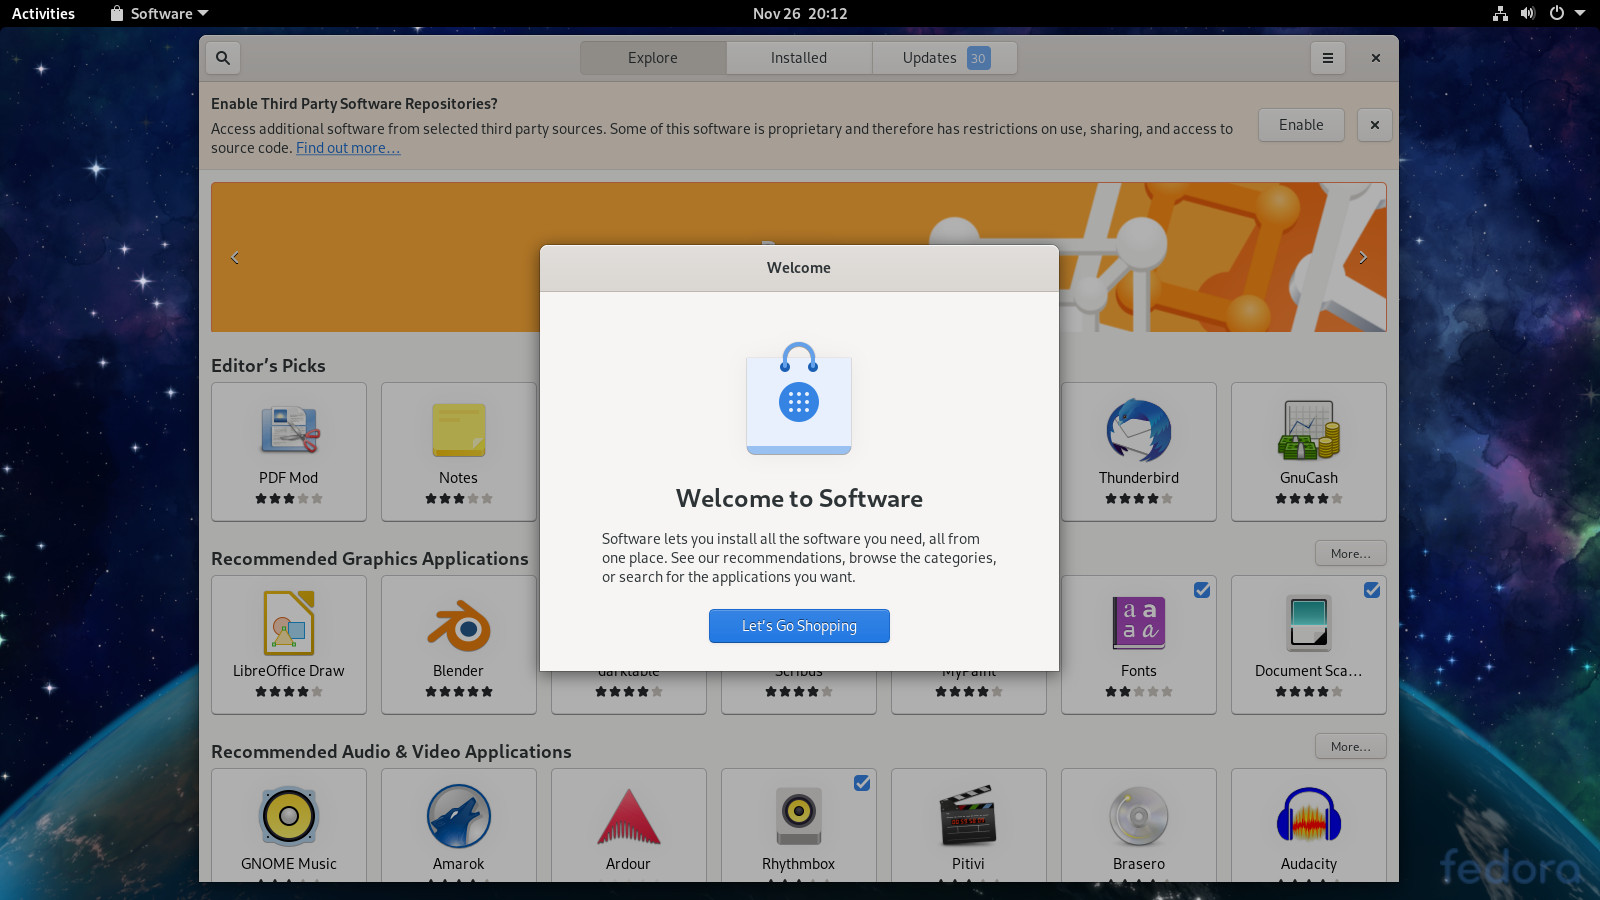 Activities
Software
Nov 26 20:12
Explore
Installed
Updates 30
Enable Third Party Software Repositories?
Access additional software from selected third party sources. Some of this software is proprietary and therefore has restrictions on use, sharing, and access to
source code. Find out more…
Enable
Welcome
Welcome to Software
Software lets you install all the software you need, all from
one place. See our recommendations, browse the categories,
or search for the applications you want.
Let's Go Shopping
Editor's Picks
PDF Mod
Notes
Thunderbird
GnuCash
Recommended Graphics Applications
More…
LibreOffice Draw
Blender
darktable
Scribus
MyPaint
Fonts
Document Sca…
Recommended Audio & Video Applications
More…
GNOME Music
Amarok
Ardour
Rhythmbox
Pitivi
Brasero
Audacity
fedora